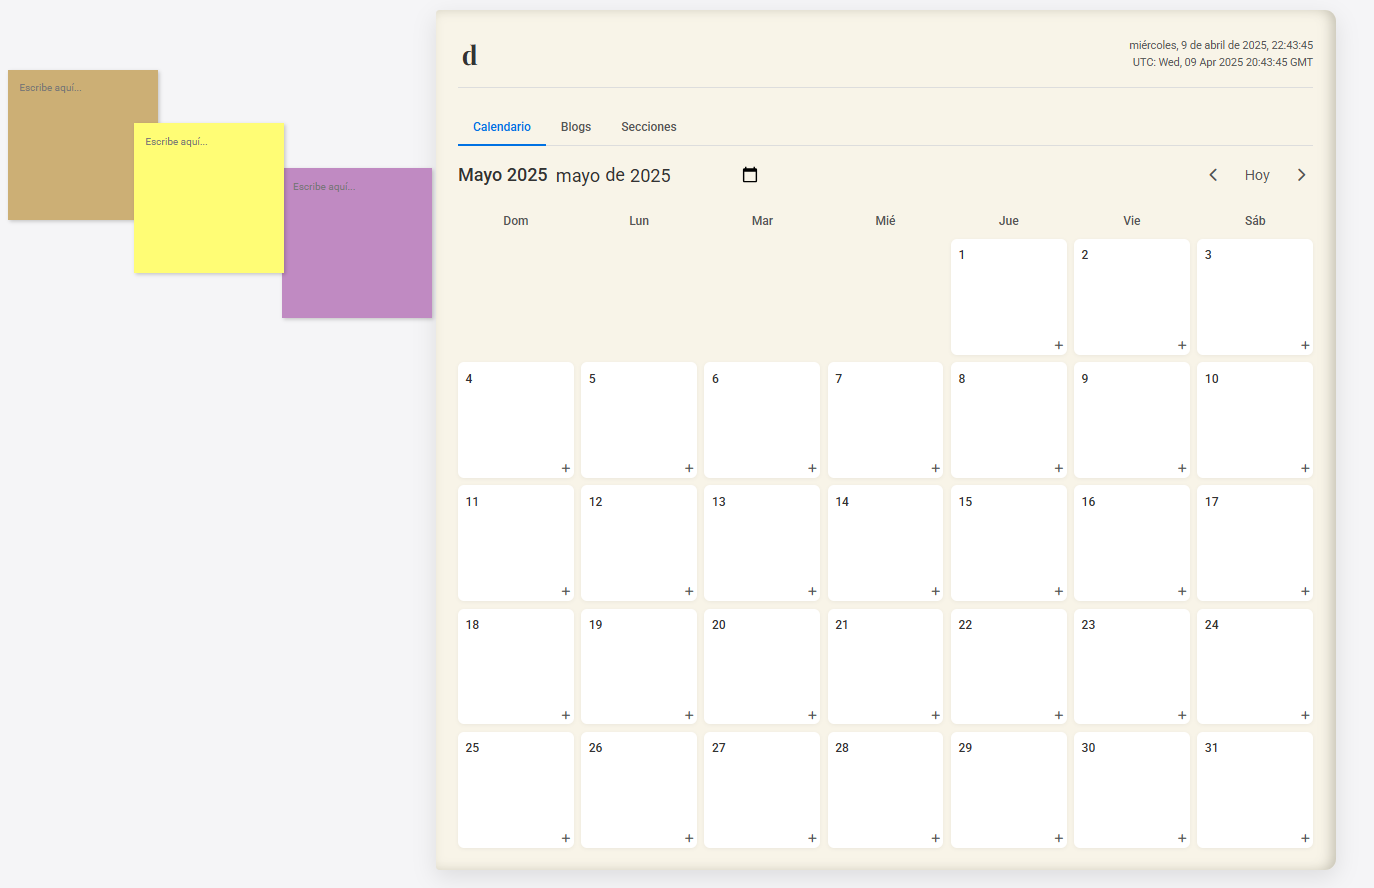 Escribe aquí...
Escribe aquí...
Escribe aquí...
d
miércoles, 9 de abril de 2025, 22:43:45
UTC: Wed, 09 Apr 2025 20:43:45 GMT
Calendario Blogs Secciones
Mayo 2025 mayo de 2025 Hoy
Dom Lun Mar Mié Jue Vie Sáb
1 2 3
+ + +
4 5 6 7 8 9 10
+ + + + + + +
11 12 13 14 15 16 17
+ + + + + + +
18 19 20 21 22 23 24
+ + + + + + +
25 26 27 28 29 30 31
+ + + + + + +